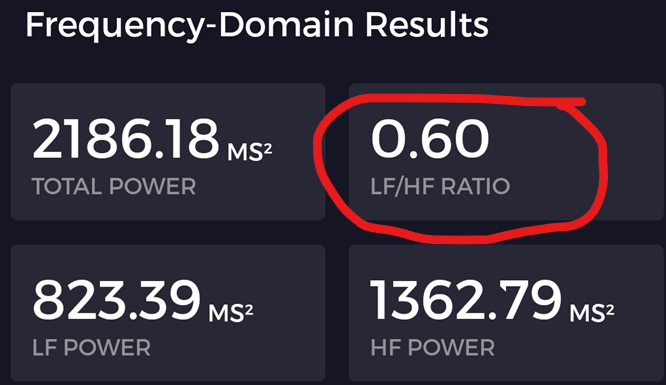 Frequency-Domain Results
2186.18 MS²
TOTAL POWER
0.60
LF/HF RATIO
823.39 MS²
LF POWER
1362.79 MS²
HF POWER